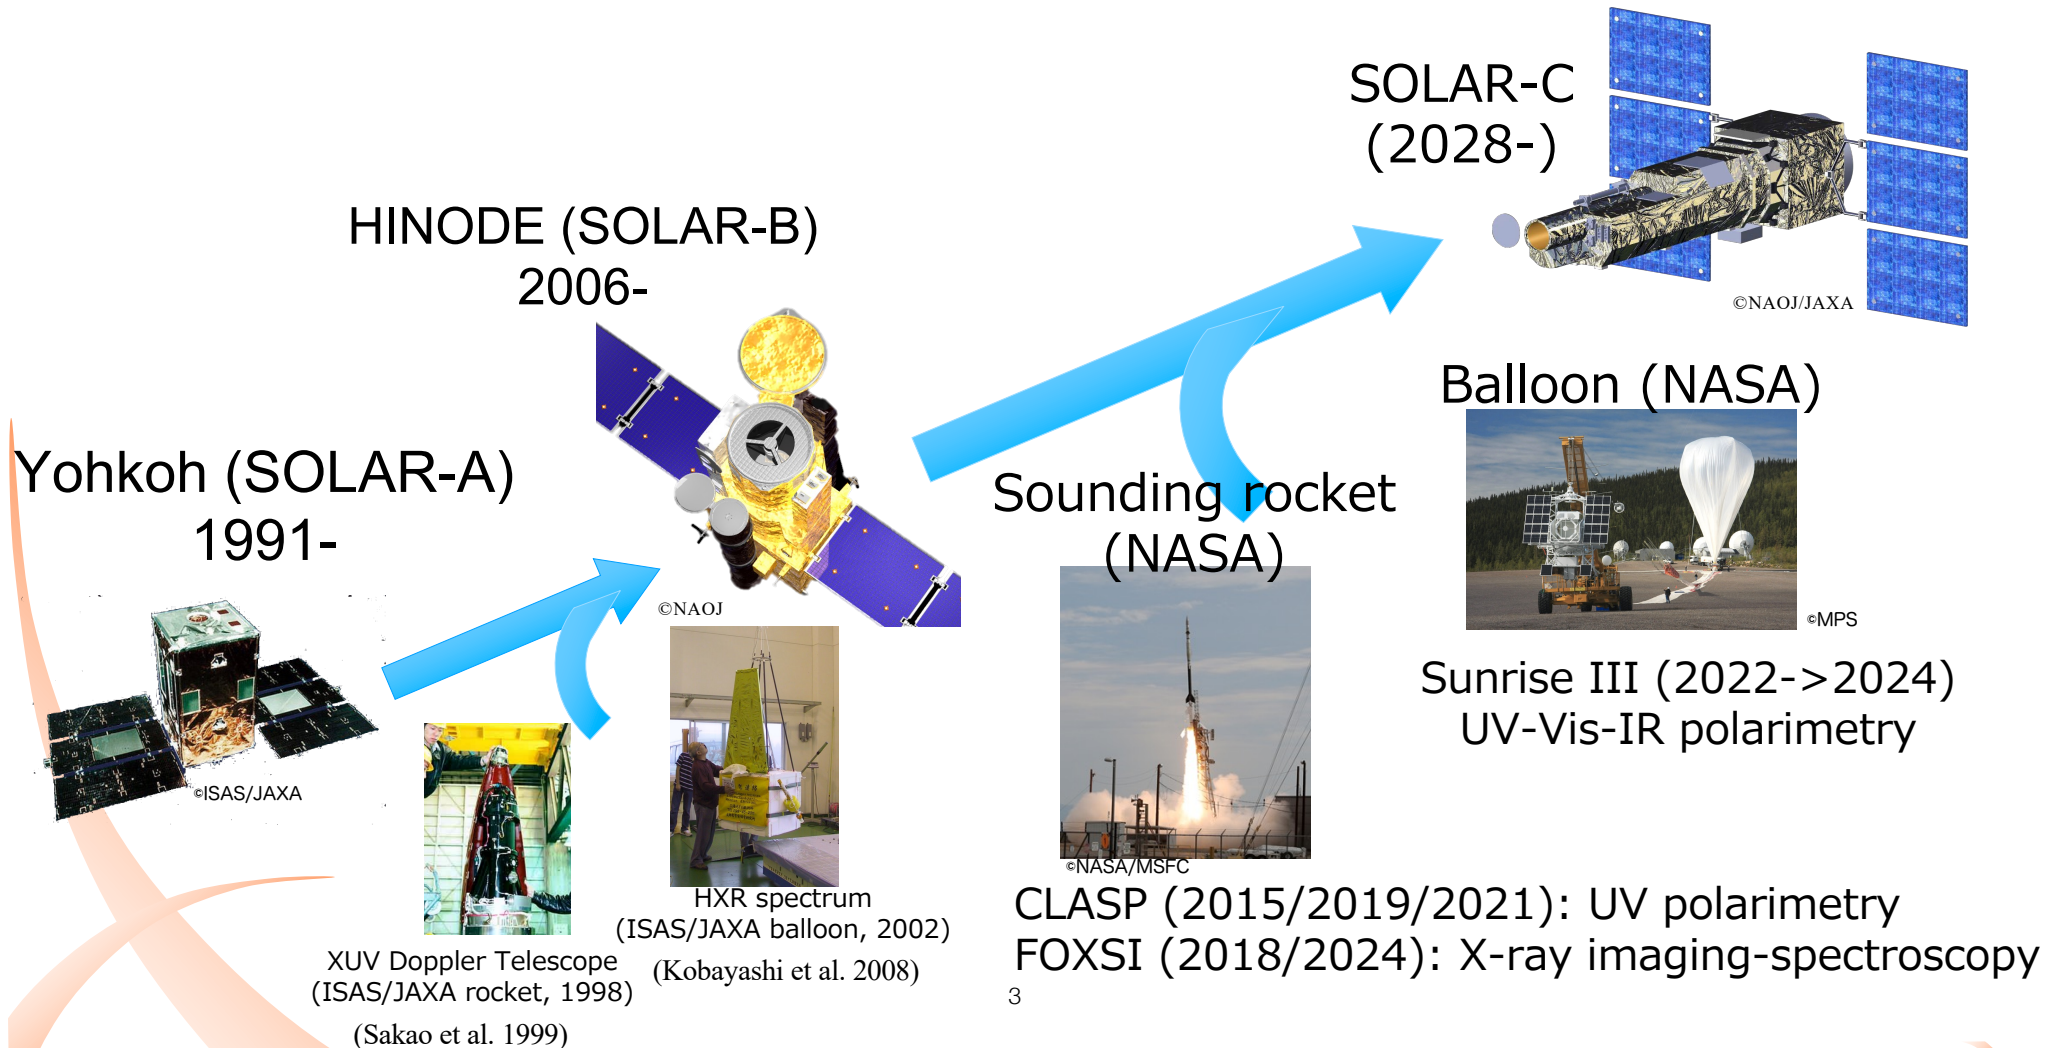 SOLAR-C
(2028-)
©NAOJ/JAXA
HINODE (SOLAR-B)
2006-
©NAOJ
Yohkoh (SOLAR-A)
1991-
©ISAS/JAXA
Balloon (NASA)
©MPS
Sunrise III (2022->2024)
UV-Vis-IR polarimetry
Sounding rocket
(NASA)
©NASA/MSFC
CLASP (2015/2019/2021): UV polarimetry
FOXSI (2018/2024): X-ray imaging-spectroscopy
HXR spectrum
(ISAS/JAXA balloon, 2002)
(Kobayashi et al. 2008)
XUV Doppler Telescope
(ISAS/JAXA rocket, 1998)
(Sakao et al. 1999)
3